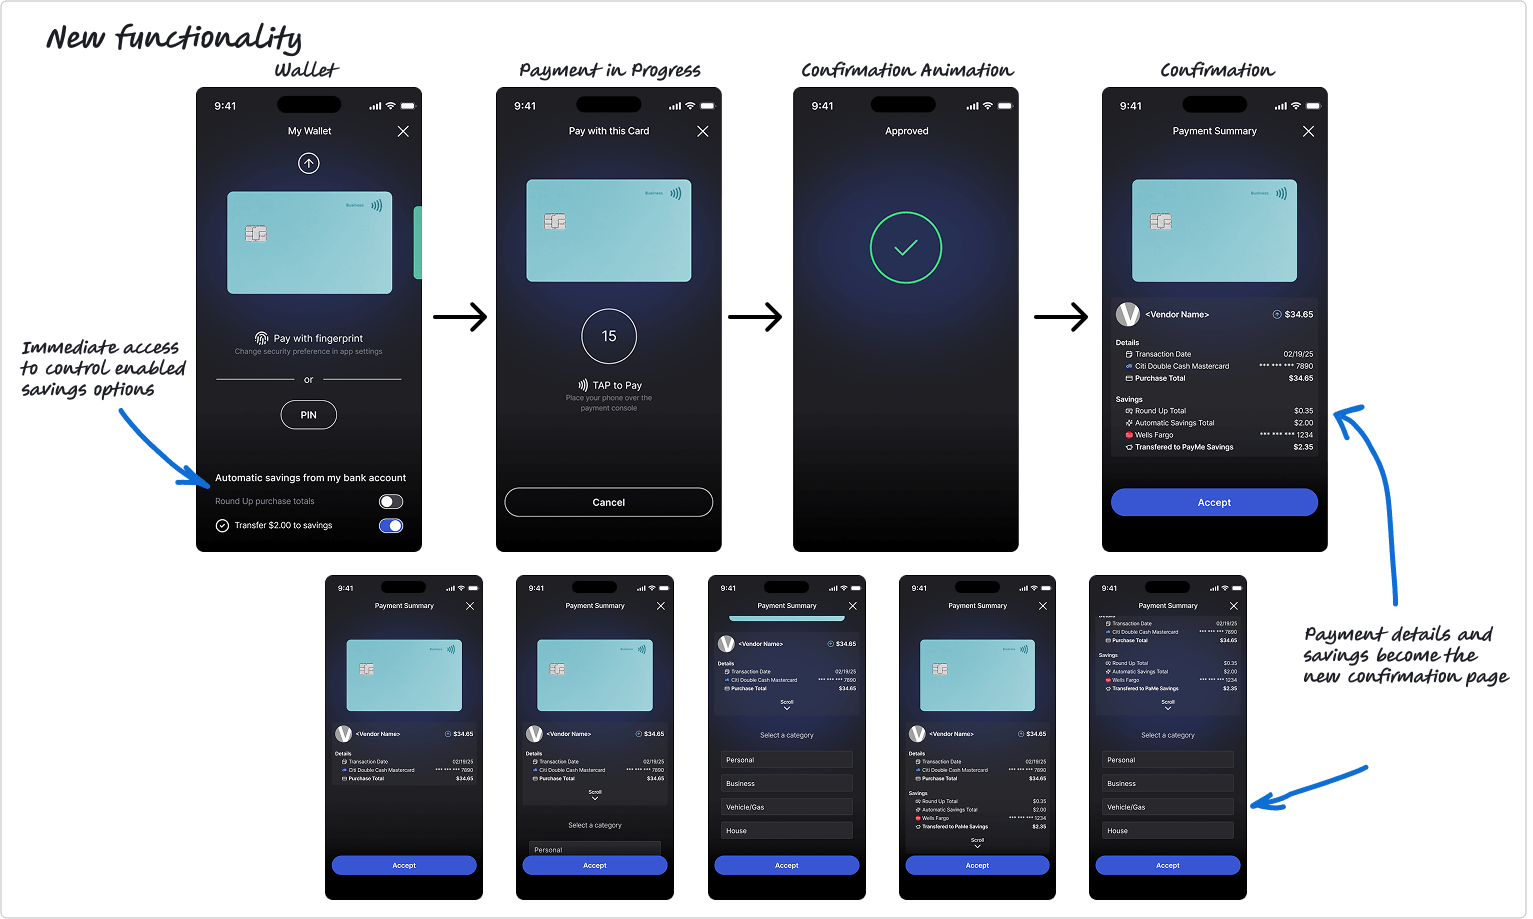 New functionality
Wallet
Payment in Progress
Confirmation Animation
Confirmation
9:41
My Wallet
Business
Pay with fingerprint
Change security preference in app settings
or
PIN
Automatic savings from my bank account
Round Up purchase totals
Transfer $2.00 to savings
9:41
Pay with this Card
Business
15
TAP to Pay
Place your phone over the
payment console
Cancel
9:41
Approved
9:41
Payment Summary
Business
<Vendor Name> $34.65
Details
Transaction Date 02/19/25
Citi Double Cash Mastercard *** *** *** 7890
Purchase Total $34.65
Savings
Round Up Total $0.35
Automatic Savings Total $2.00
Wells Fargo *** *** *** 1234
Transfered to PayMe Savings $2.35
Accept
Immediate access
to control enabled
savings options
9:41
Payment Summary
Business
<Vendor Name> $34.65
Details
Transaction Date 02/19/25
Citi Double Cash Mastercard *** *** *** 7890
Purchase Total $34.65
Accept
9:41
Payment Summary
Business
<Vendor Name> $34.65
Details
Transaction Date 02/19/25
Citi Double Cash Mastercard *** *** *** 7890
Purchase Total $34.65
Scroll
Select a category
Personal
Accept
9:41
Payment Summary
<Vendor Name> $34.65
Details
Transaction Date 02/19/25
Citi Double Cash Mastercard *** *** *** 7890
Purchase Total $34.65
Scroll
Select a category
Personal
Business
Vehicle/Gas
House
Accept
9:41
Payment Summary
Business
<Vendor Name> $34.65
Details
Transaction Date 02/19/25
Citi Double Cash Mastercard *** *** *** 7890
Purchase Total $34.65
Savings
Round Up Total $0.35
Automatic Savings Total $2.00
Wells Fargo *** *** *** 1234
Transfered to PaMe Savings $2.35
Scroll
Accept
9:41
Payment Summary
Details
Transaction Date 02/19/25
Citi Double Cash Mastercard *** *** *** 7890
Purchase Total $34.65
Savings
Round Up Total $0.35
Automatic Savings Total $2.00
Wells Fargo *** *** *** 1234
Transfered to PaMe Savings $2.35
Scroll
Select a category
Personal
Business
Vehicle/Gas
House
Accept
Payment details and
savings become the
new confirmation page